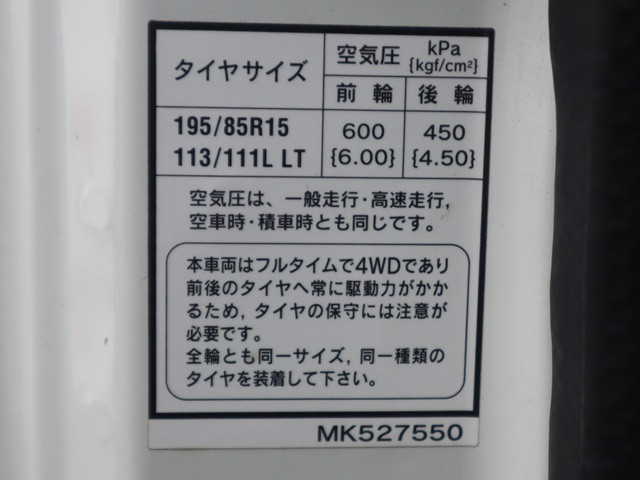 タイヤサイズ 空気圧 kPa {kgf/cm²}
前輪 後輪
195/85R15 600 450
113/111L LT {6.00} {4.50}
空気圧は、一般走行・高速走行,
空車時・積車時とも同じです。
本車両はフルタイムで4WDであり
前後のタイヤへ常に駆動力がかか
るため,タイヤの保守には注意が
必要です。
全輪とも同一サイズ,同一種類の
タイヤを装着して下さい。
MK527550